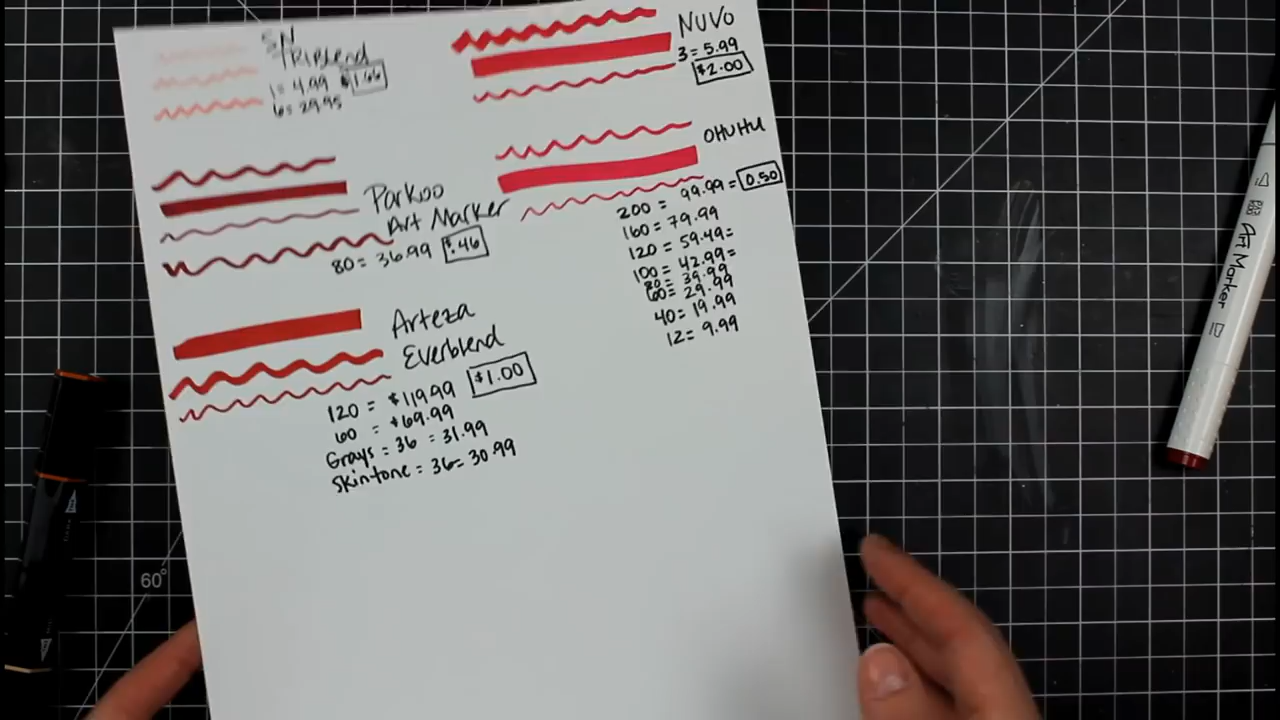 SN
TRIPBlend
1 = 4.99 $1.66
6 = 29.95
NUVO
3 = 5.99
$2.00
OHUHU
200 = 99.99 = 0.50
160 = 79.99
120 = 59.49 =
100 = 42.99 =
80 = 39.99
60 = 29.99
40 = 19.99
12 = 9.99
Parkoo
Art Marker
80 = 36.99 $.46
Arteza
Everblend
120 = $119.99 $1.00
60 = $69.99
Grays = 36 = 31.99
Skintone = 36 = 30.99
60°
Art Marker